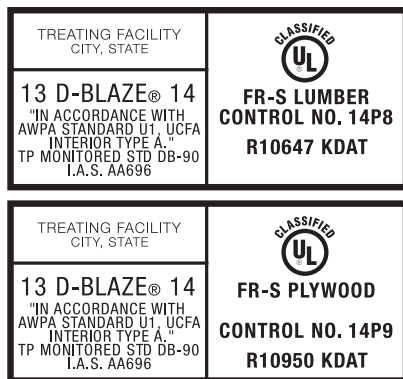 TREATING FACILITY
CITY, STATE
13 D-BLAZE® 14
"IN ACCORDANCE WITH
AWPA STANDARD U1, UCFA
INTERIOR TYPE A."
TP MONITORED STD DB-90
I.A.S. AA696
CLASSIFIED
UL®
FR-S LUMBER
CONTROL NO. 14P8
R10647 KDAT
TREATING FACILITY
CITY, STATE
13 D-BLAZE® 14
"IN ACCORDANCE WITH
AWPA STANDARD U1, UCFA
INTERIOR TYPE A."
TP MONITORED STD DB-90
I.A.S. AA696
CLASSIFIED
UL®
FR-S PLYWOOD
CONTROL NO. 14P9
R10950 KDAT